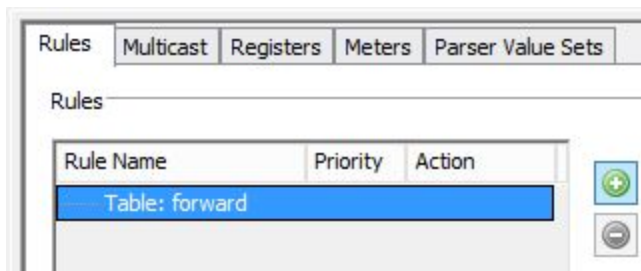 Rules Multicast Registers Meters Parser Value Sets
Rules
Rule Name Priority Action
Table: forward